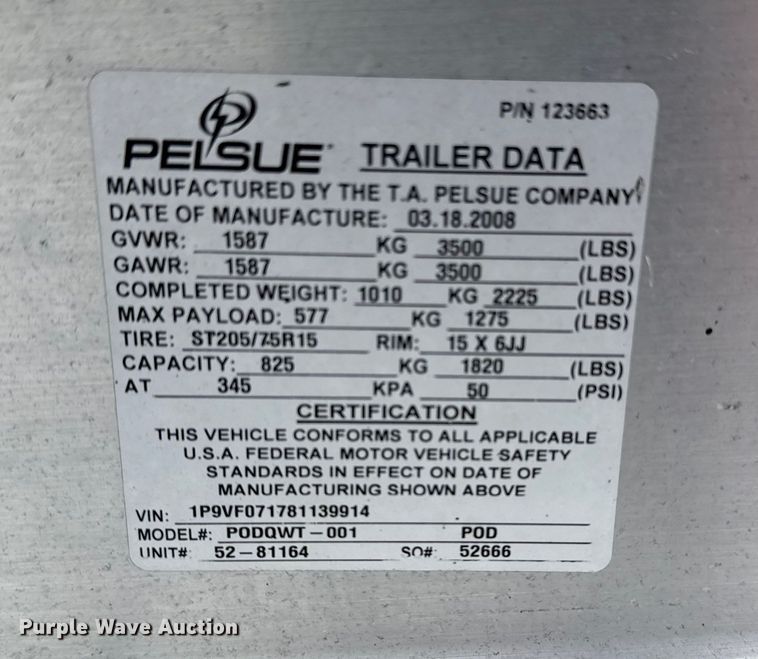 P/N 123663
PELSUE TRAILER DATA
MANUFACTURED BY THE T.A. PELSUE COMPANY
DATE OF MANUFACTURE: 03.18.2008
GVWR: 1587 KG 3500 (LBS)
GAWR: 1587 KG 3500 (LBS)
COMPLETED WEIGHT: 1010 KG 2225 (LBS)
MAX PAYLOAD: 577 KG 1275 (LBS)
TIRE: ST205/75R15 RIM: 15 X 6JJ
CAPACITY: 825 KG 1820 (LBS)
AT 345 KPA 50 (PSI)
CERTIFICATION
THIS VEHICLE CONFORMS TO ALL APPLICABLE
U.S.A. FEDERAL MOTOR VEHICLE SAFETY
STANDARDS IN EFFECT ON DATE OF
MANUFACTURING SHOWN ABOVE
VIN: 1P9VF071781139914
MODEL#: PODQWT-001 POD
UNIT#: 52-81164 SO#: 52666
Purple Wave Auction